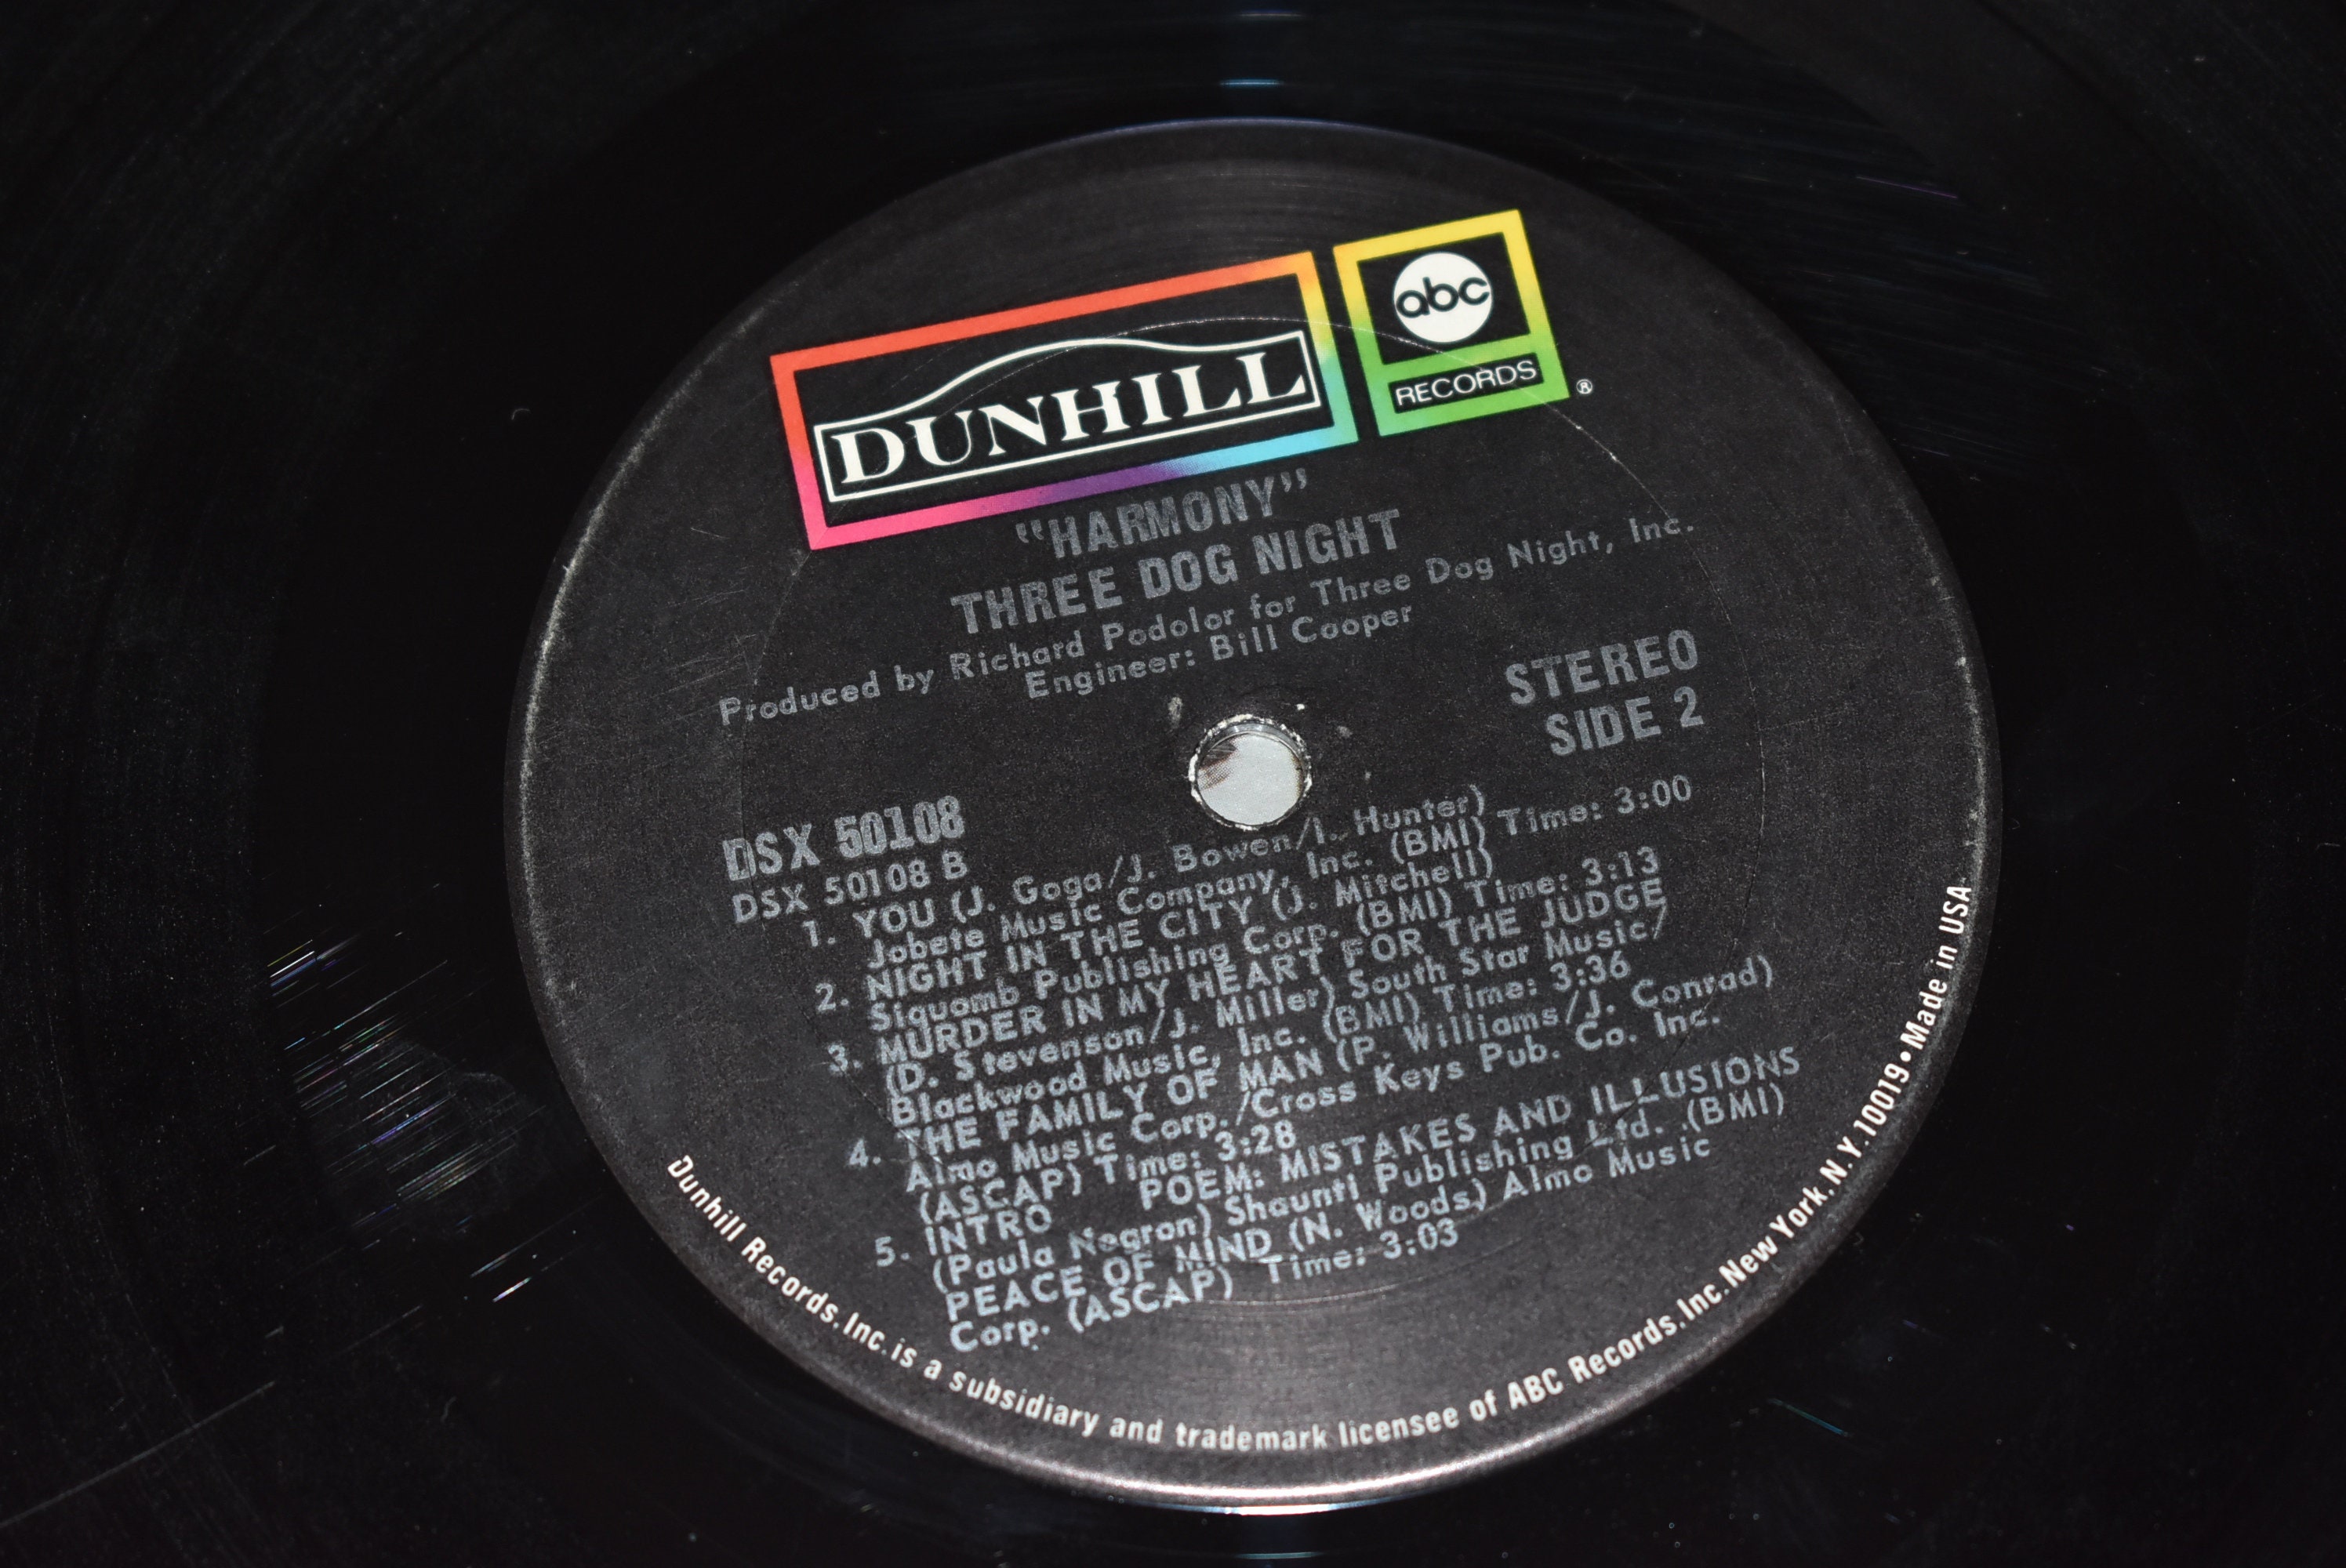 DUNHILL
abc
RECORDS ®
"HARMONY"
THREE DOG NIGHT
Produced by Richard Podolor for Three Dog Night, Inc.
Engineer: Bill Cooper
STEREO
SIDE 2
DSX 50108
DSX 50108 B
1. YOU (J. Goga/J. Bowen/I. Hunter)
Jobete Music Company, Inc. (BMI) Time: 3:00
2. NIGHT IN THE CITY (J. Mitchell)
Siquomb Publishing Corp. (BMI) Time: 3:13
3. MURDER IN MY HEART FOR THE JUDGE
(D. Stevenson/J. Miller) South Star Music/
Blackwood Music, Inc. (BMI) Time: 3:36
4. THE FAMILY OF MAN (P. Williams/J. Conrad)
Almo Music Corp./Cross Keys Pub. Co. Inc.
(ASCAP) Time: 3:28
5. INTRO POEM: MISTAKES AND ILLUSIONS
(Paula Negron) Shauntl Publishing Ltd. (BMI)
PEACE OF MIND (N. Woods) Almo Music
Corp. (ASCAP) Time: 3:03
Dunhill Records, Inc. is a subsidiary and trademark licensee of ABC Records, Inc. New York, N.Y. 10019 • Made in USA